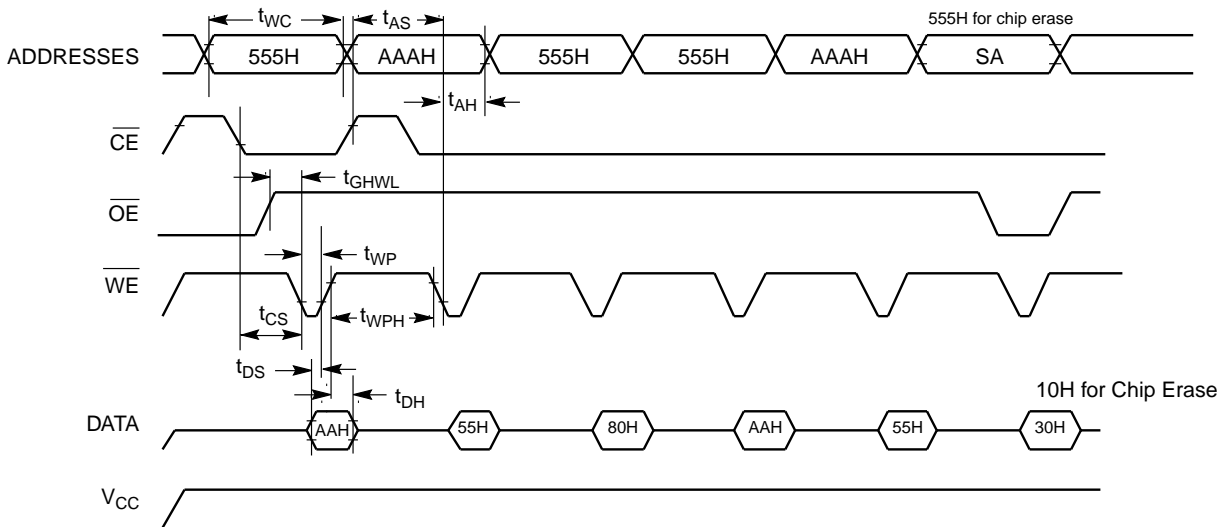 tWC
tAS
555H for chip erase
ADDRESSES
555H
AAAH
555H
555H
AAAH
SA
tAH
CE
tGHWL
OE
tWP
WE
tCS
tWPH
tDS
tDH
10H for Chip Erase
DATA
AAH
55H
80H
AAH
55H
30H
VCC